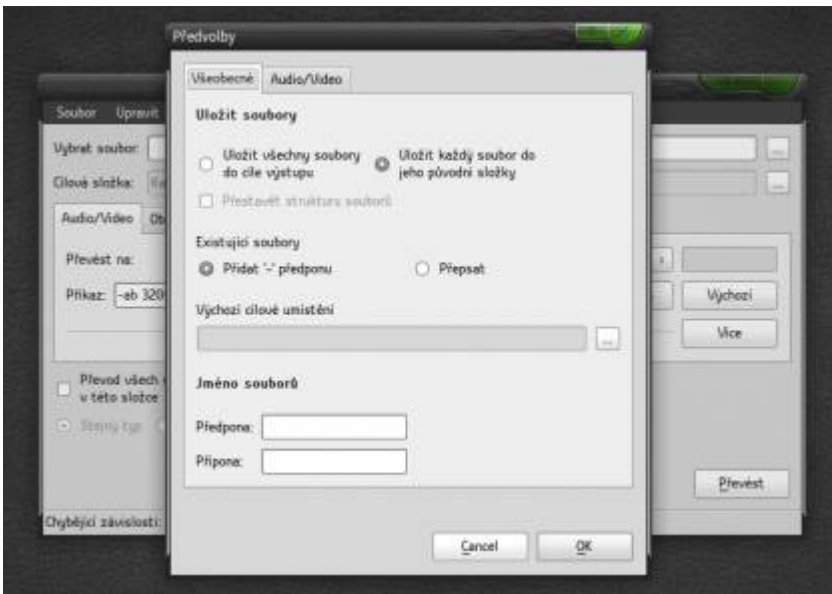 Předvolby
Všeobecné Audio/Video
Uložit soubory
Uložit všechny soubory
do cíle výstupu
Uložit každý soubor do
jeho původní složky
Přestavět strukturu souborů
Existující soubory
Přidat '~' předponu
Přepsat
Výchozí cílové umístění
...
Jméno souborů
Předpona:
Přípona:
Cancel
OK
Soubor Upravit
Vybrat soubor:
...
Cílová složka:
...
Audio/Video
Převést na:
Příkaz: -ab 320
Výchozí
Více
Převod všech
v této složce
Stejný typ
Převést
Chybějící závislosti: